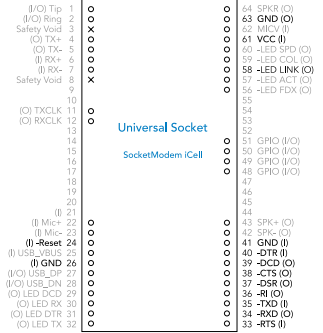 (I/O) Tip 1
(I/O) Ring 2
Safety Void 3
(O) TX+ 4
(O) TX- 5
(I) RX+ 6
(I) RX- 7
Safety Void 8
9
10
(O) TXCLK 11
(O) RXCLK 12
13
14
15
16
17
18
19
20
(I) 21
(I) Mic+ 22
(I) Mic- 23
(I) -Reset 24
(I) USB_VBUS 25
(I) GND 26
(I/O) USB_DP 27
(I/O) USB_DN 28
(O) LED DCD 29
(O) LED RX 30
(O) LED DTR 31
(O) LED TX 32
Universal Socket
SocketModem iCell
64 SPKR (O)
63 GND (O)
62 MICV (I)
61 VCC (I)
60 -LED SPD (O)
59 -LED COL (O)
58 -LED LINK (O)
57 -LED ACT (O)
56 -LED FDX (O)
55
54
53
52
51 GPIO (I/O)
50 GPIO (I/O)
49 GPIO (I/O)
48 GPIO (I/O)
47
46
45
44
43 SPK+ (O)
42 SPK- (O)
41 GND (I)
40 -DTR (I)
39 -DCD (O)
38 -CTS (O)
37 -DSR (O)
36 -RI (O)
35 -TXD (I)
34 -RXD (O)
33 -RTS (I)